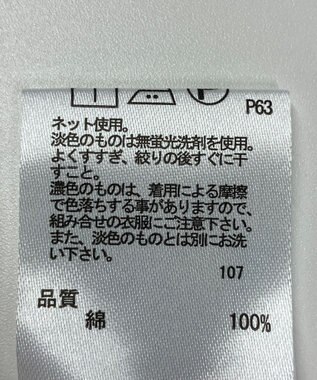 P
P63
ネット使用。
淡色のものは無蛍光洗剤を使用。
よくすすぎ、絞りの後すぐに干
すこと。
濃色のものは、着用による摩擦
で色落ちする事がありますので、
組み合せの衣服にご注意下さい。
また、淡色のものとは別にお洗
い下さい。
107
品質
綿 100%